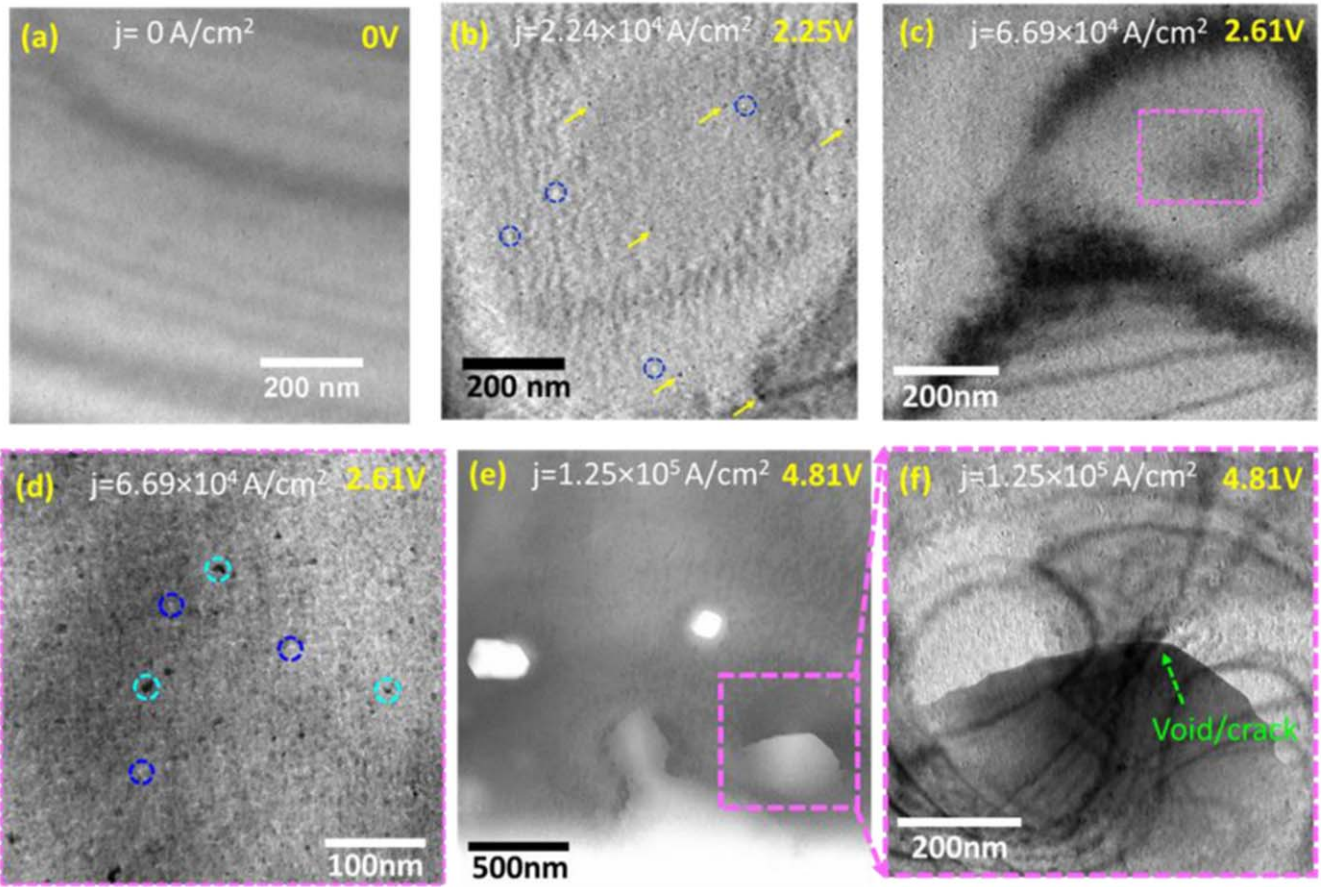 (a) j= 0 A/cm² 0V
200 nm
(b) j=2.24×10⁴ A/cm² 2.25V
200 nm
(c) j=6.69×10⁴ A/cm² 2.61V
200nm
(d) j=6.69×10⁴ A/cm² 2.61V
100nm
(e) j=1.25×10⁵ A/cm² 4.81V
500nm
(f) j=1.25×10⁵ A/cm² 4.81V
Void/crack
200nm